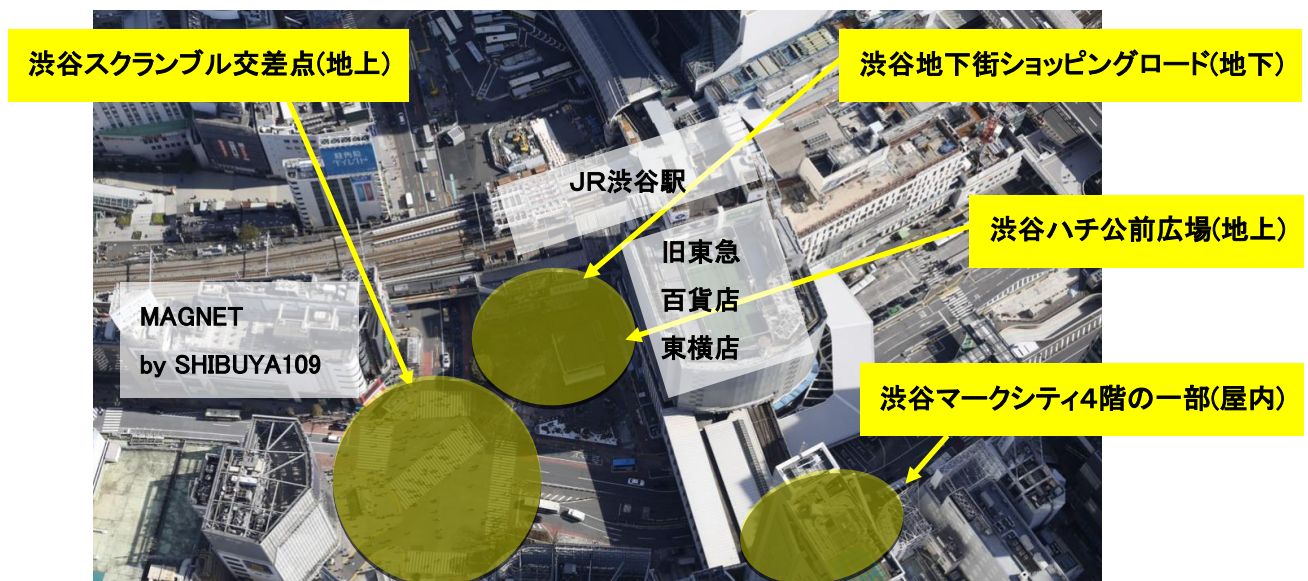 渋谷スクランブル交差点(地上)
渋谷地下街ショッピングロード(地下)
JR渋谷駅
渋谷ハチ公前広場(地上)
旧東急
百貨店
東横店
MAGNET
by SHIBUYA109
渋谷マークシティ4階の一部(屋内)